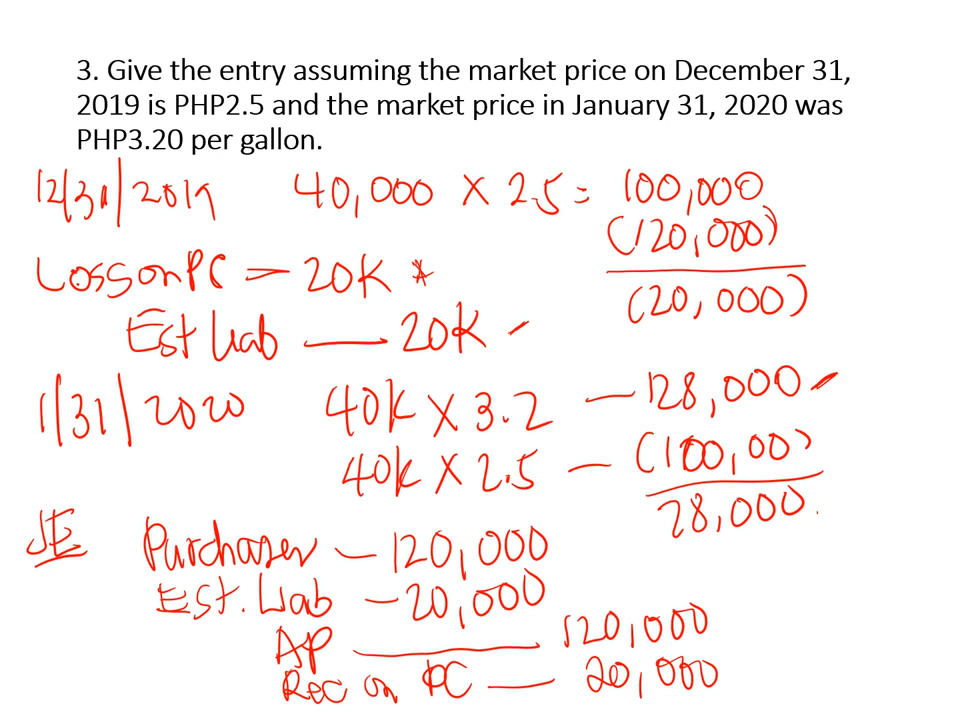 3. Give the entry assuming the market price on December 31,
2019 is PHP2.5 and the market price in January 31, 2020 was
PHP3.20 per gallon.
12/31/2019 40,000 X 2.5 = 100,000
(120,000)
Loss on PC — 20K *
(20,000)
Est Liab — 20K
1/31/2020 40K X 3.2 — 128,000
40K X 2.5 — (100,00)
28,000.
JE Purchases — 120,000
Est. Liab — 20,000
AP — 120,000
Rec on PC — 20,000